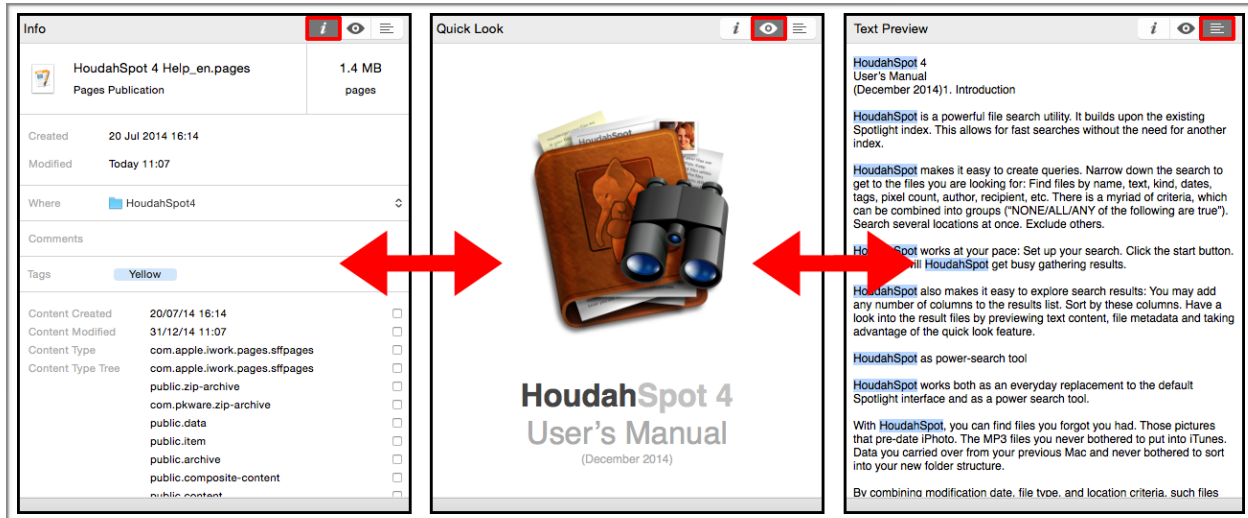 Info
HoudahSpot 4 Help_en.pages
Pages Publication
1.4 MB
pages
Created 20 Jul 2014 16:14
Modified Today 11:07
Where HoudahSpot4
Comments
Tags Yellow
Content Created 20/07/14 16:14
Content Modified 31/12/14 11:07
Content Type com.apple.iwork.pages.sffpages
Content Type Tree com.apple.iwork.pages.sffpages
public.zip-archive
com.pkware.zip-archive
public.data
public.item
public.archive
public.composite-content
public.content
Quick Look
HoudahSpot
HoudahSpot 4
User's Manual
(December 2014)
Text Preview
HoudahSpot 4
User's Manual
(December 2014)1. Introduction
HoudahSpot is a powerful file search utility. It builds upon the existing
Spotlight index. This allows for fast searches without the need for another
index.
HoudahSpot makes it easy to create queries. Narrow down the search to
get to the files you are looking for: Find files by name, text, kind, dates,
tags, pixel count, author, recipient, etc. There is a myriad of criteria, which
can be combined into groups (“NONE/ALL/ANY of the following are true”).
Search several locations at once. Exclude others.
HoudahSpot works at your pace: Set up your search. Click the start button.
HoudahSpot get busy gathering results.
HoudahSpot also makes it easy to explore search results: You may add
any number of columns to the results list. Sort by these columns. Have a
look into the result files by previewing text content, file metadata and taking
advantage of the quick look feature.
HoudahSpot as power-search tool
HoudahSpot works both as an everyday replacement to the default
Spotlight interface and as a power search tool.
With HoudahSpot, you can find files you forgot you had. Those pictures
that pre-date iPhoto. The MP3 files you never bothered to put into iTunes.
Data you carried over from your previous Mac and never bothered to sort
into your new folder structure.
By combining modification date, file type, and location criteria, such files